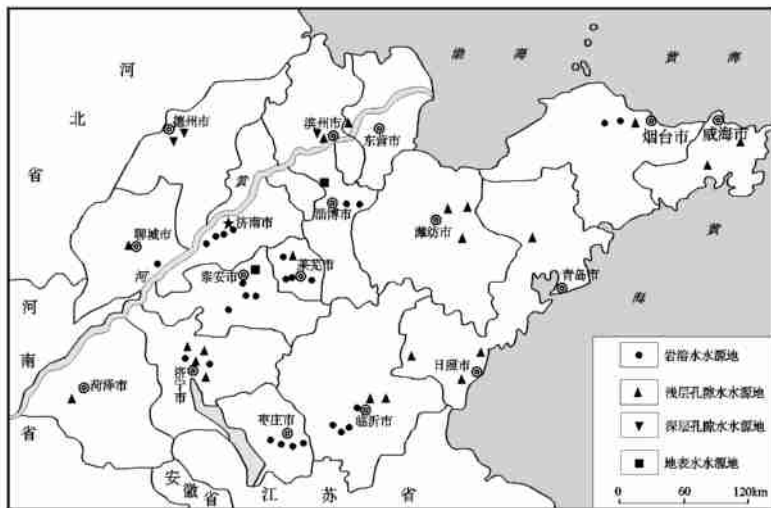 渤 海
黄 海
河
北
省
德州市
滨州市
东营市
烟台市
威海市
黄
济南市
淄博市
潍坊市
聊城市
河
泰安市
莱芜市
青岛市
黄
海
河
南
省
菏泽市
济宁市
日照市
枣庄市
临沂市
安徽省
江 苏 省
岩溶水水源地
浅层孔隙水水源地
深层孔隙水水源地
地表水水源地
0 60 120km